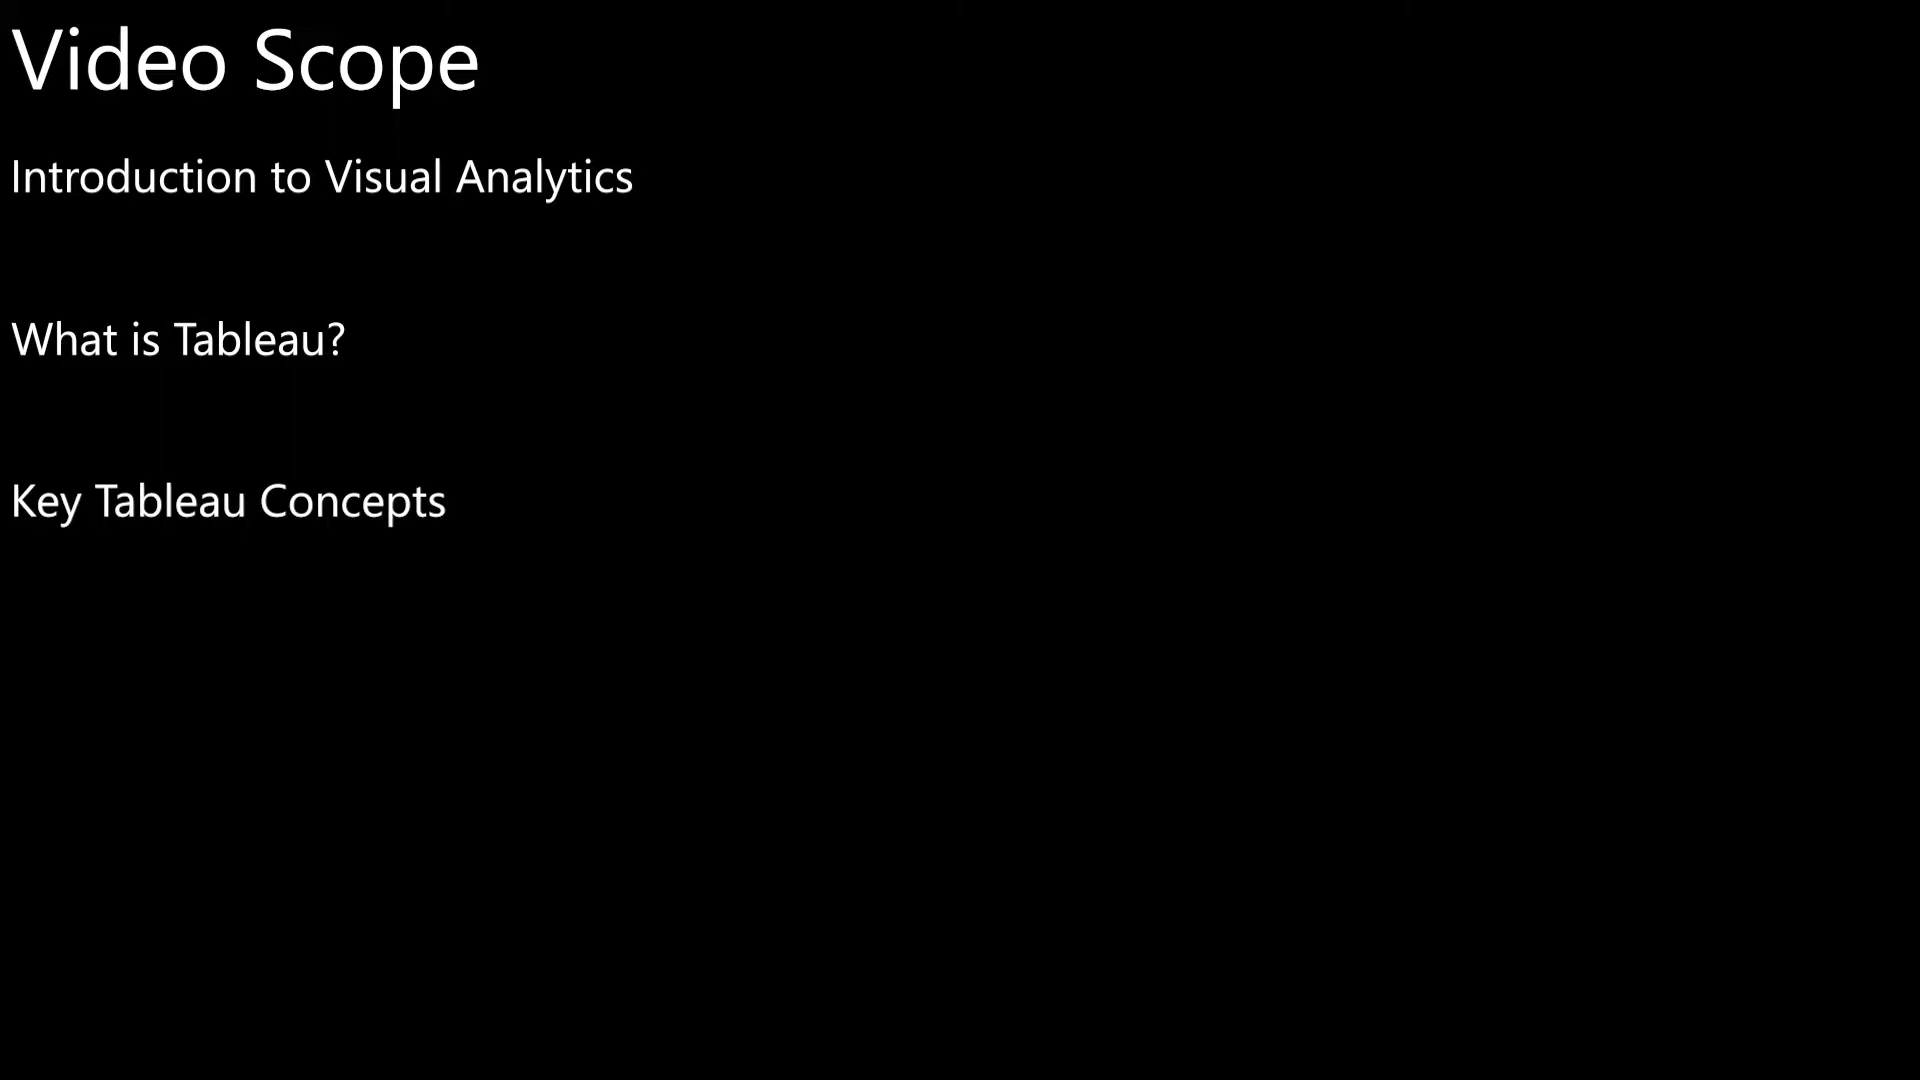 Video Scope
Introduction to Visual Analytics
What is Tableau?
Key Tableau Concepts